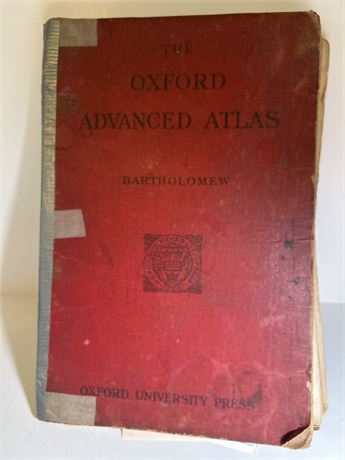 THE
OXFORD
ADVANCED ATLAS
BARTHOLOMEW
OXFORD UNIVERSITY PRESS